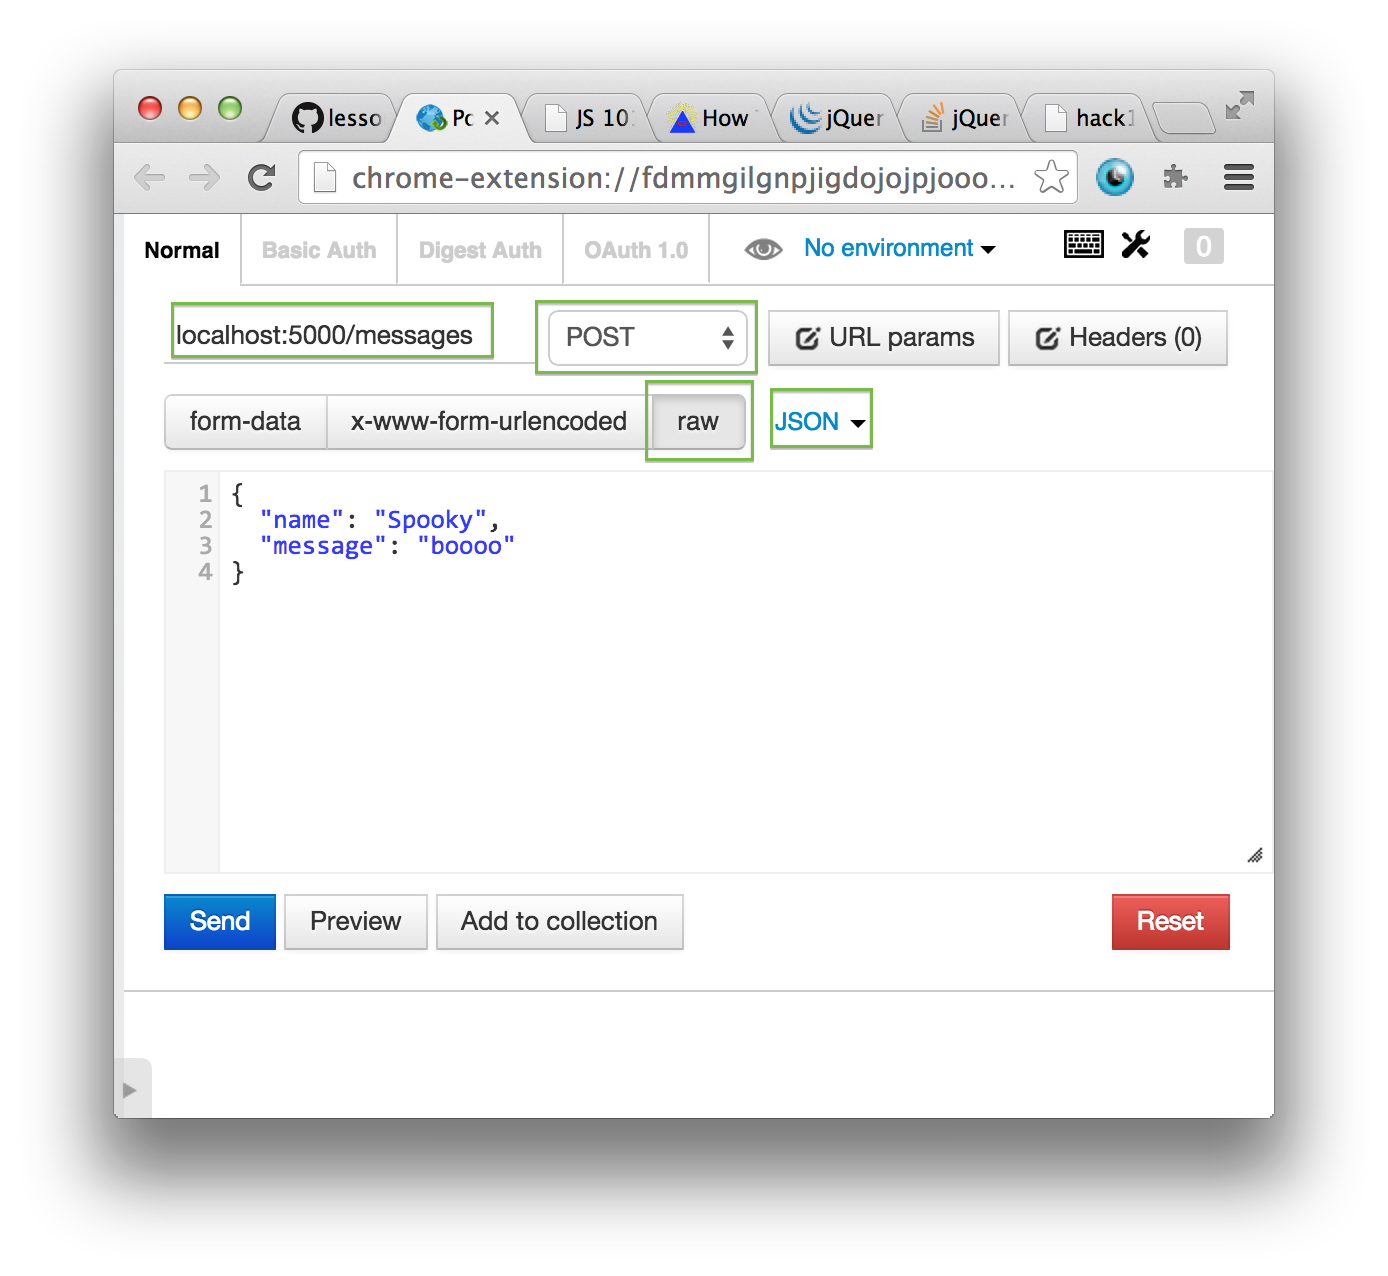 lesso Po JS 10 How jQuer jQuer hack
chrome-extension://fdmmgilgnpjigdojojpjooo...
Normal Basic Auth Digest Auth OAuth 1.0 No environment 0
localhost:5000/messages POST URL params Headers (0)
form-data x-www-form-urlencoded raw JSON
1 {
2 "name": "Spooky",
3 "message": "boooo"
4 }
Send Preview Add to collection Reset